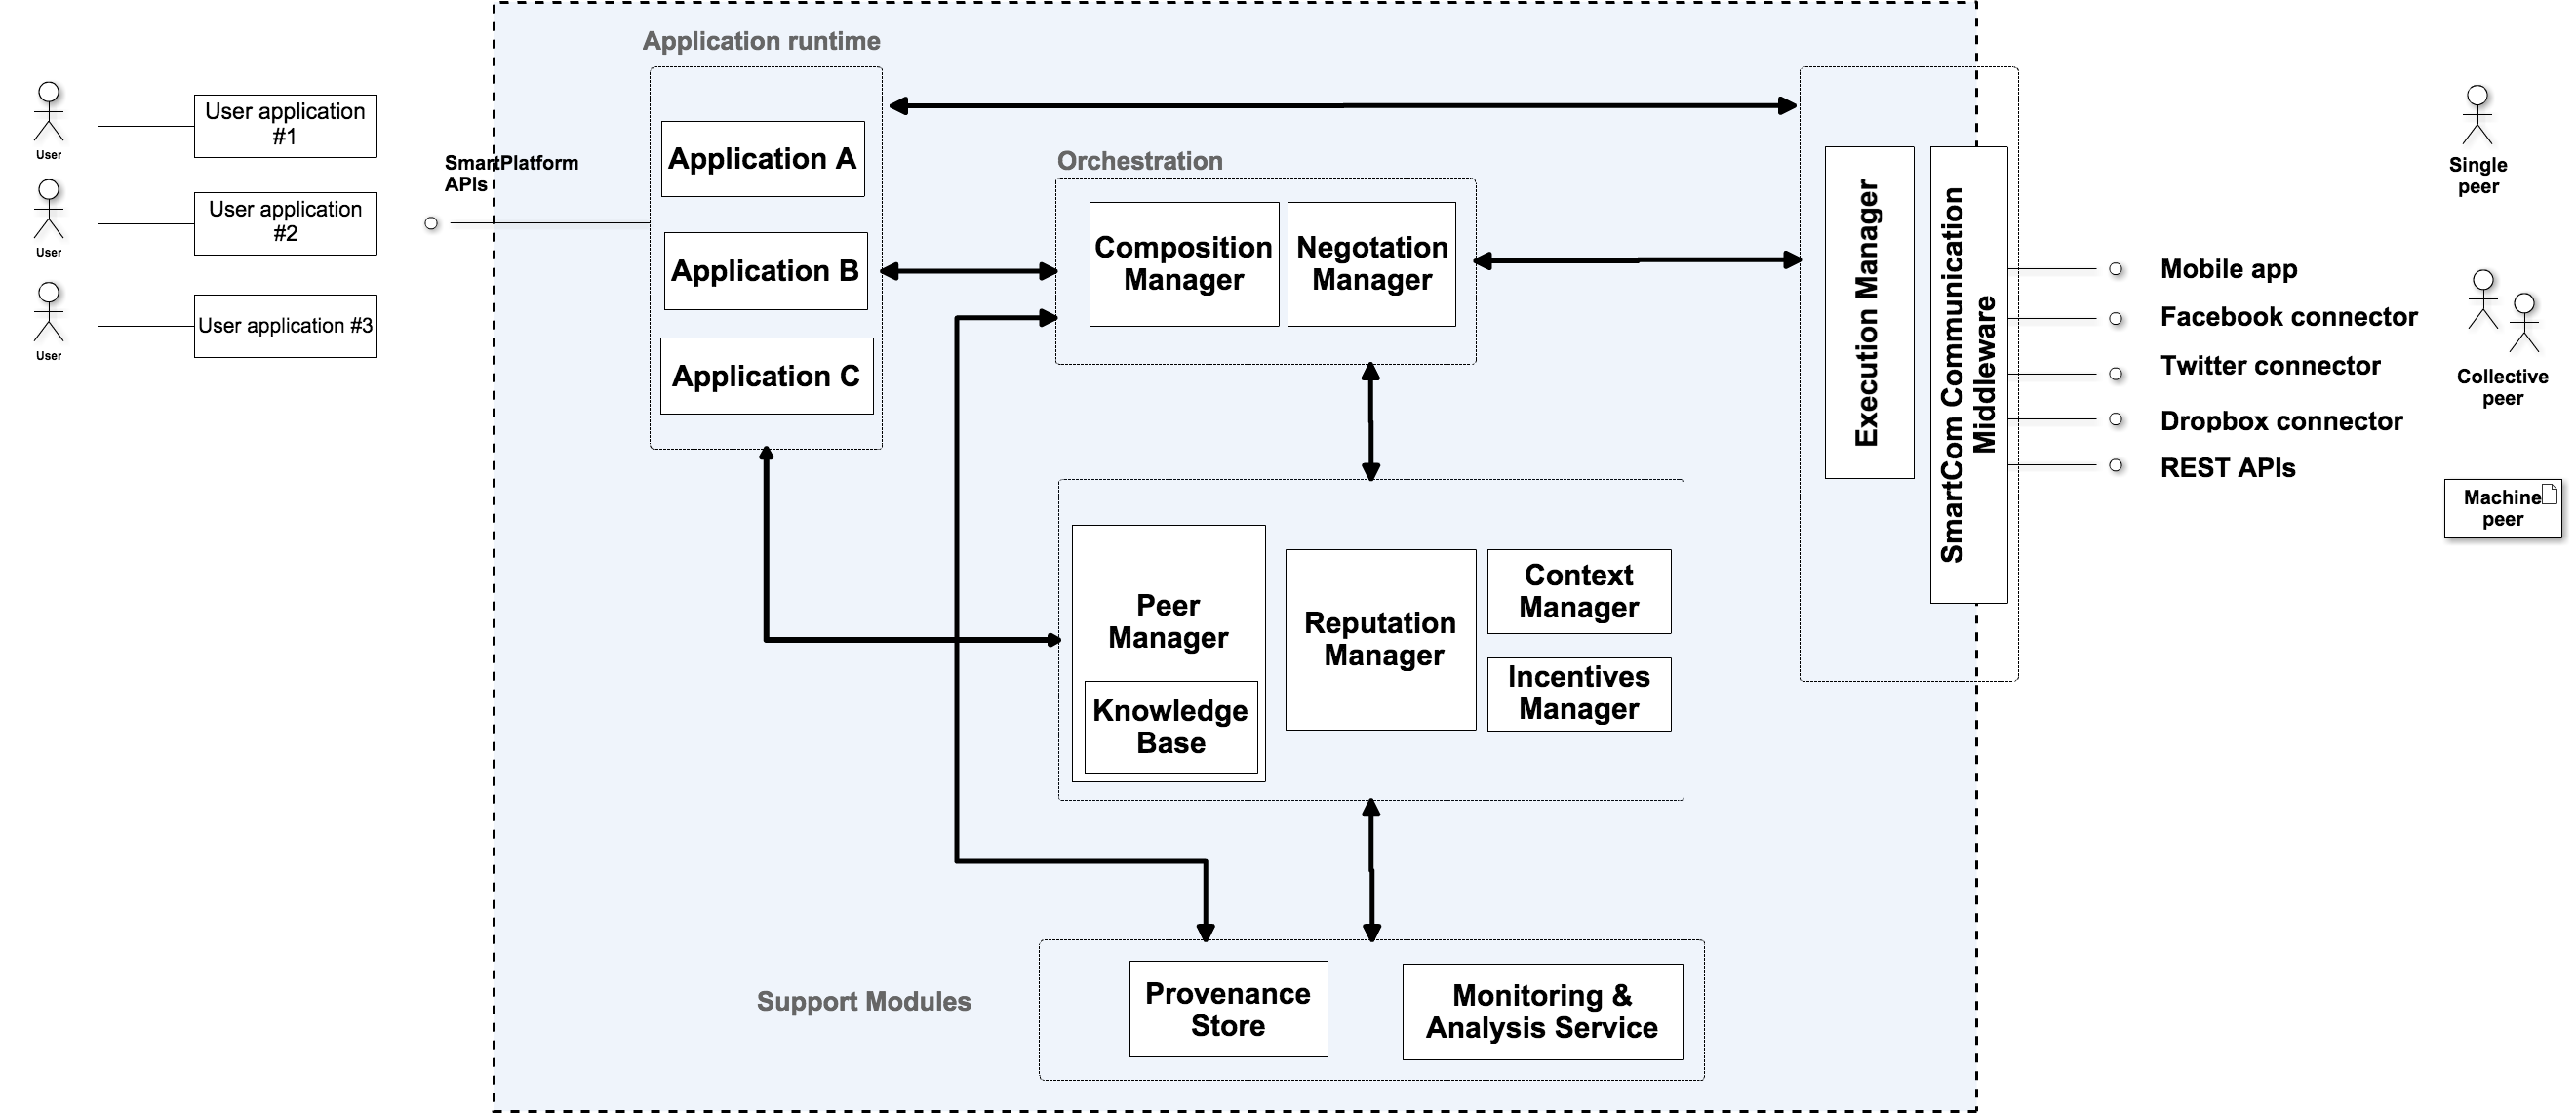 Application runtime
User application
#1
User
User application
#2
User
User application #3
User
SmartPlatform
APIs
Application A
Application B
Application C
Orchestration
Composition
Manager
Negotation
Manager
Peer
Manager
Knowledge
Base
Reputation
Manager
Context
Manager
Incentives
Manager
Support Modules
Provenance
Store
Monitoring &
Analysis Service
Execution Manager
SmartCom Communication
Middleware
Mobile app
Facebook connector
Twitter connector
Dropbox connector
REST APIs
Single
peer
Collective
peer
Machine
peer